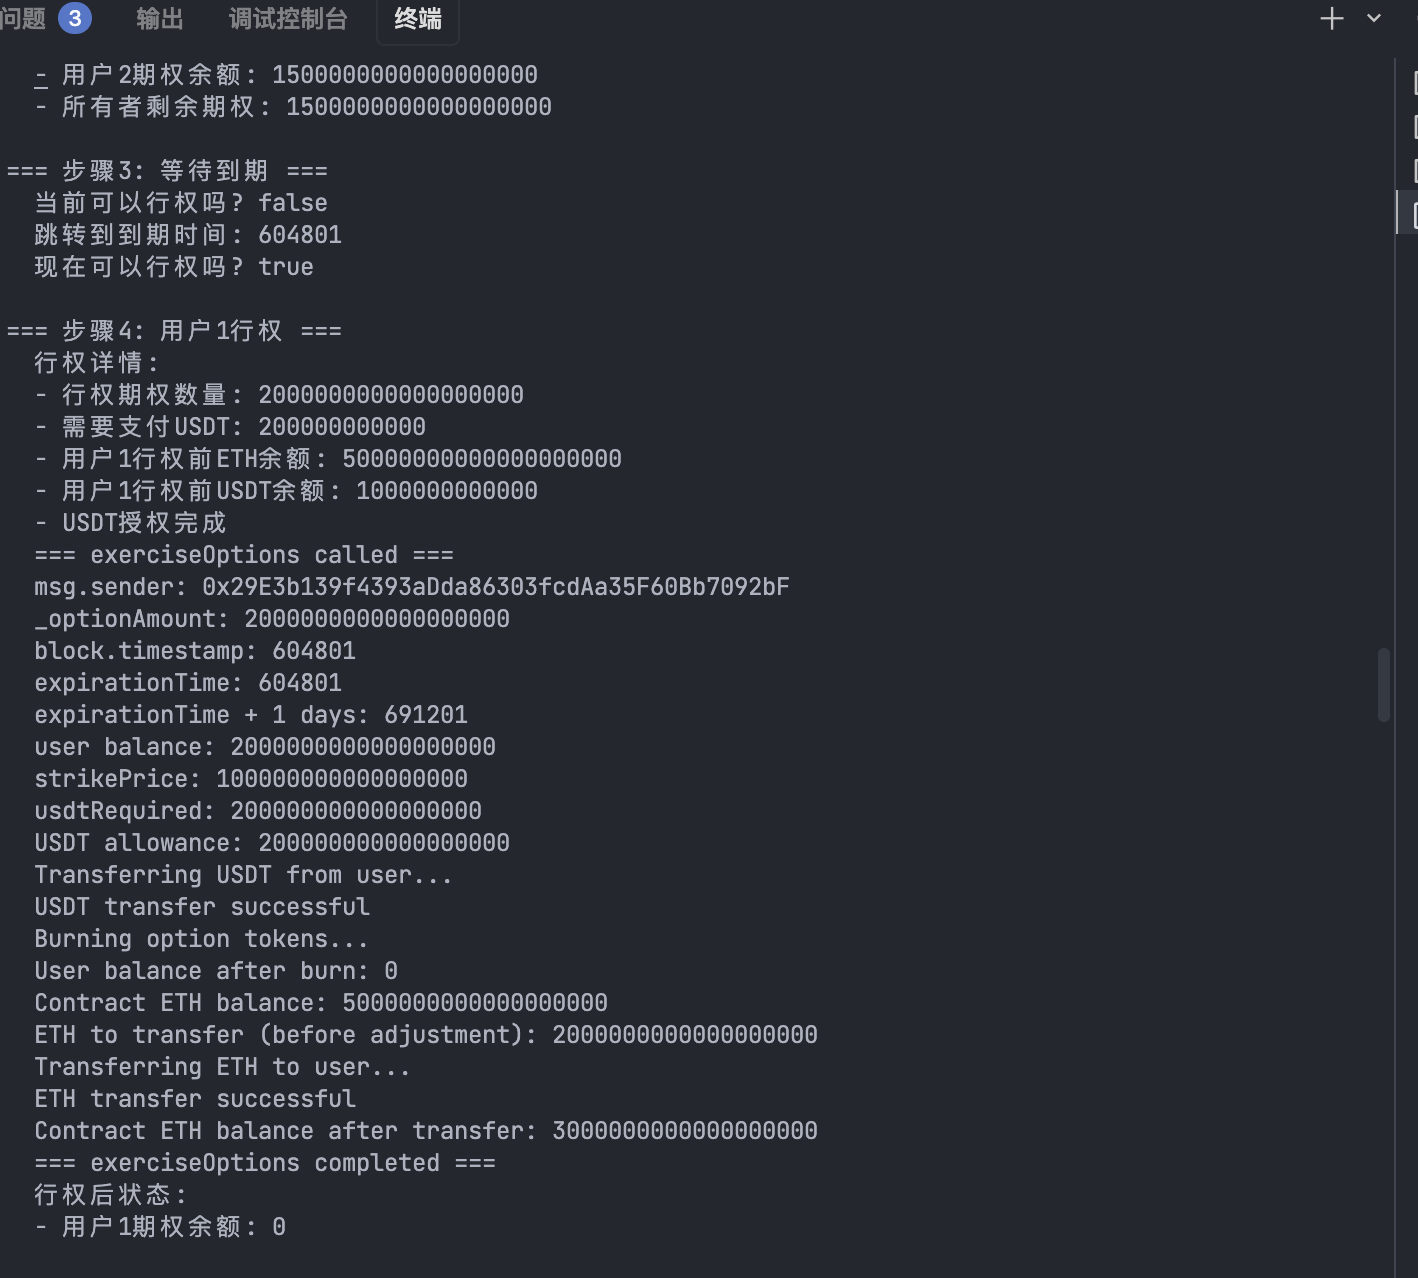 问题 3 输出 调试控制台 终端
- 用户2期权余额: 1500000000000000000
- 所有者剩余期权: 1500000000000000000
=== 步骤3: 等待到期 ===
当前可以行权吗? false
跳转到到期时间: 604801
现在可以行权吗? true
=== 步骤4: 用户1行权 ===
行权详情:
- 行权期权数量: 2000000000000000000
- 需要支付USDT: 200000000000
- 用户1行权前ETH余额: 50000000000000000000
- 用户1行权前USDT余额: 1000000000000
- USDT授权完成
=== exerciseOptions called ===
msg.sender: 0x29E3b139f4393aDda86303fcdAa35F60Bb7092bF
_optionAmount: 2000000000000000000
block.timestamp: 604801
expirationTime: 604801
expirationTime + 1 days: 691201
user balance: 2000000000000000000
strikePrice: 100000000000000000
usdtRequired: 200000000000000000
USDT allowance: 200000000000000000
Transferring USDT from user...
USDT transfer successful
Burning option tokens...
User balance after burn: 0
Contract ETH balance: 5000000000000000000
ETH to transfer (before adjustment): 2000000000000000000
Transferring ETH to user...
ETH transfer successful
Contract ETH balance after transfer: 3000000000000000000
=== exerciseOptions completed ===
行权后状态:
- 用户1期权余额: 0